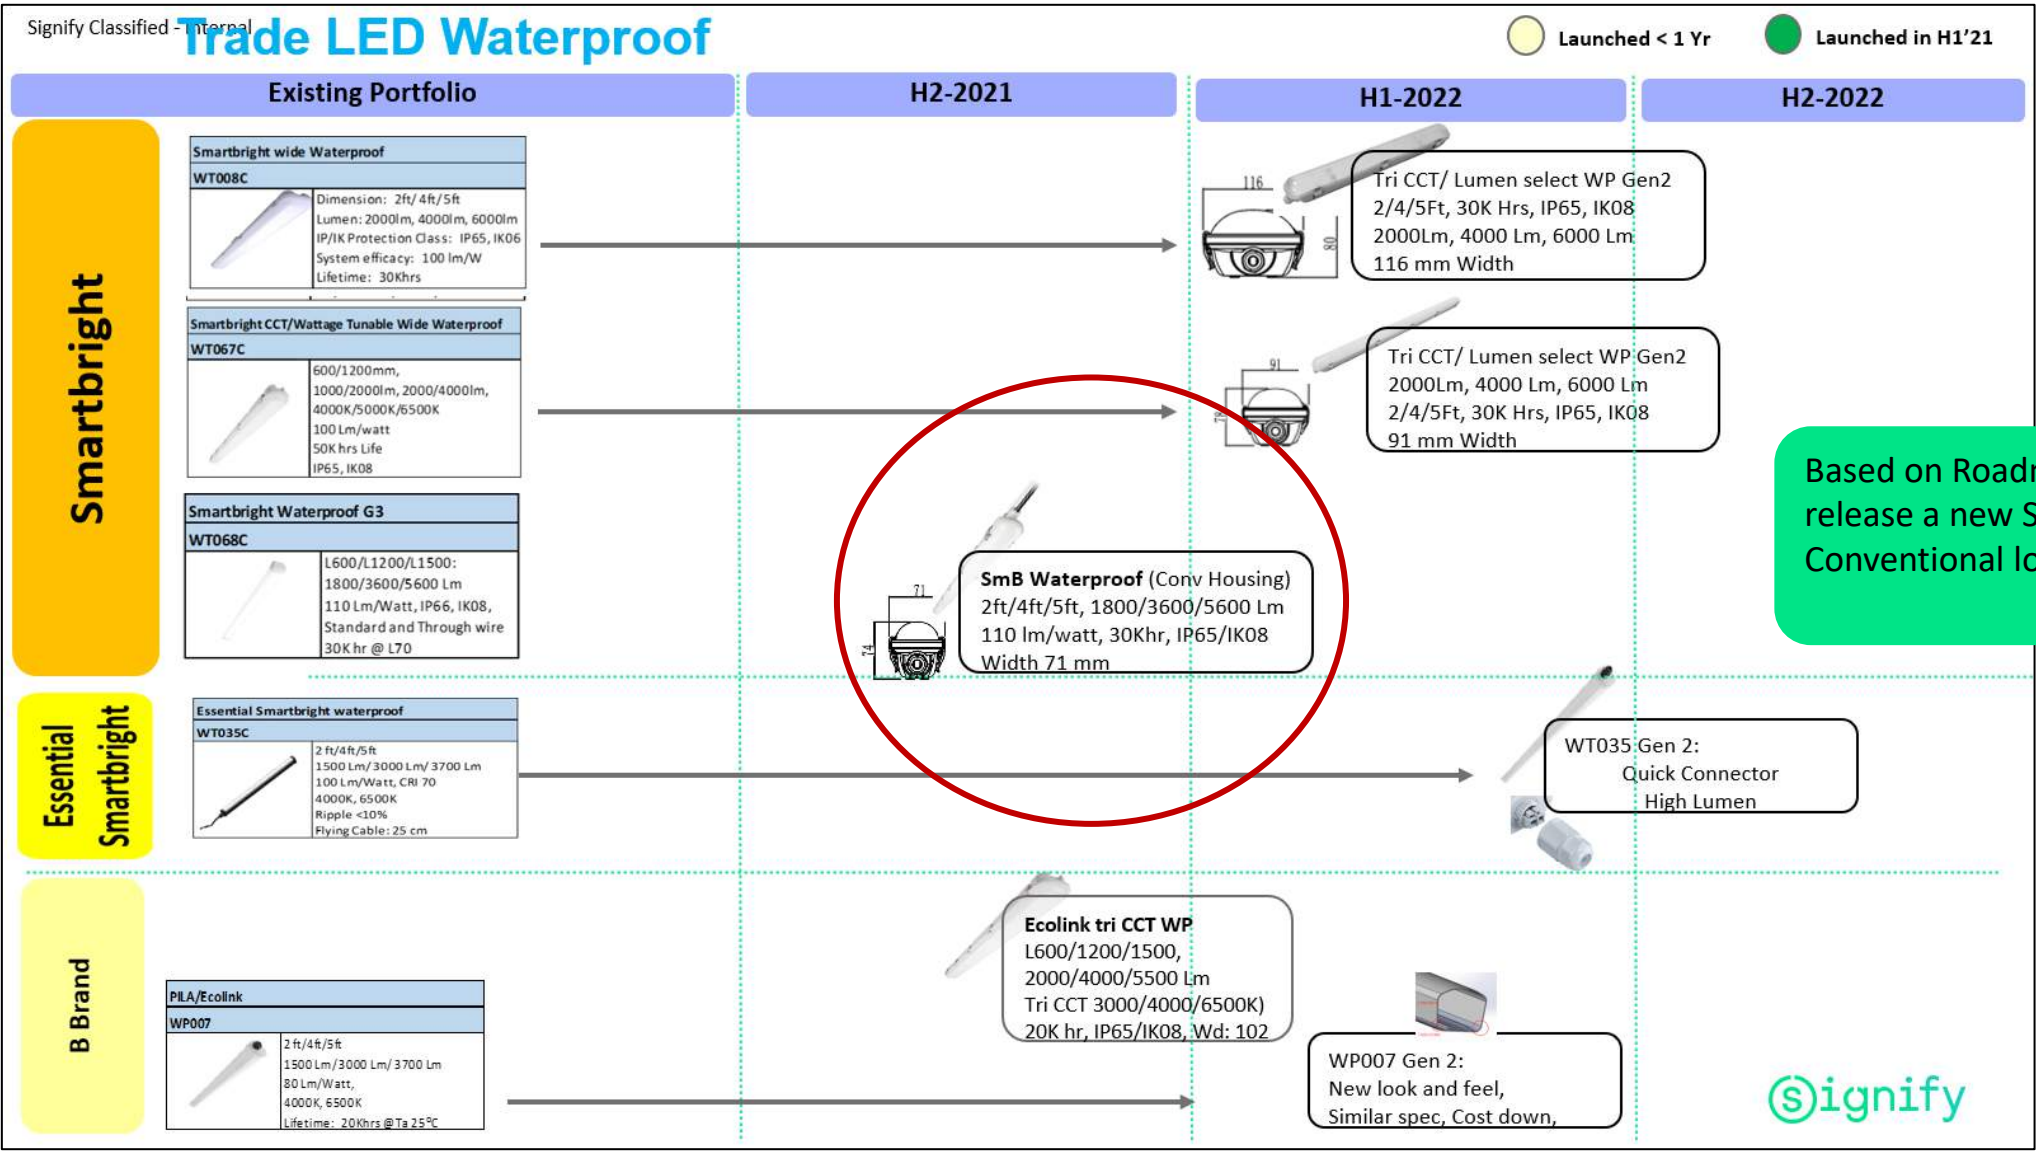 Signify Classified - Internal
Trade LED Waterproof
Launched < 1 Yr
Launched in H1'21
Existing Portfolio
H2-2021
H1-2022
H2-2022
Smartbright
Smartbright wide Waterproof
WT008C
Dimension: 2ft/ 4ft/5ft
Lumen: 2000lm, 4000lm, 6000lm
IP/IK Protection Class: IP65, IK06
System efficacy: 100 lm/W
Lifetime: 30Khrs
116
80
Tri CCT/ Lumen select WP Gen2
2/4/5Ft, 30K Hrs, IP65, IK08
2000Lm, 4000 Lm, 6000 Lm
116 mm Width
Smartbright CCT/Wattage Tunable Wide Waterproof
WT067C
600/1200mm,
1000/2000lm, 2000/4000lm,
4000K/5000K/6500K
100 Lm/watt
50K hrs Life
IP65, IK08
91
78
Tri CCT/ Lumen select WP Gen2
2000Lm, 4000 Lm, 6000 Lm
2/4/5Ft, 30K Hrs, IP65, IK08
91 mm Width
Based on
release a new
Conventional
Smartbright Waterproof G3
WT068C
L600/L1200/L1500:
1800/3600/5600 Lm
110 Lm/Watt, IP66, IK08,
Standard and Through wire
30K hr @ L70
71
74
SmB Waterproof (Conv Housing)
2ft/4ft/5ft, 1800/3600/5600 Lm
110 lm/watt, 30Khr, IP65/IK08
Width 71 mm
Essential
Smartbright
Essential Smartbright waterproof
WT035C
2 ft/4ft/5ft
1500 Lm/3000 Lm/ 3700 Lm
100 Lm/Watt, CRI 70
4000K, 6500K
Ripple <10%
Flying Cable: 25 cm
WT035 Gen 2:
Quick Connector
High Lumen
B Brand
Ecolink tri CCT WP
L600/1200/1500,
2000/4000/5500 Lm
Tri CCT 3000/4000/6500K)
20K hr, IP65/IK08, Wd: 102
PILA/Ecolink
WP007
2 ft/4ft/5ft
1500 Lm/3000 Lm/ 3700 Lm
80 Lm/Watt,
4000K, 6500K
Lifetime: 20Khrs @Ta 25°C
WP007 Gen 2:
New look and feel,
Similar spec, Cost down,
Signify